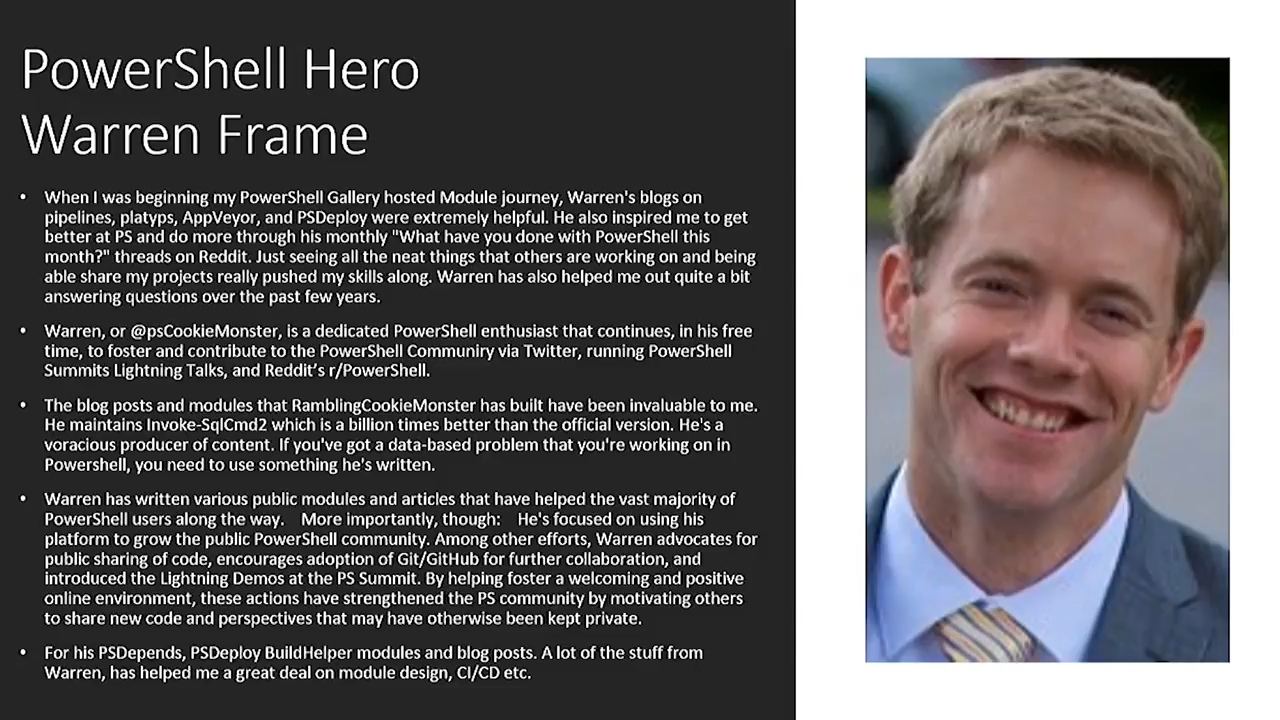 PowerShell Hero
Warren Frame
• When I was beginning my PowerShell Gallery hosted Module journey, Warren's blogs on
pipelines, platyps, AppVeyor, and PSDeploy were extremely helpful. He also inspired me to get
better at PS and do more through his monthly "What have you done with PowerShell this
month?" threads on Reddit. Just seeing all the neat things that others are working on and being
able share my projects really pushed my skills along. Warren has also helped me out quite a bit
answering questions over the past few years.
• Warren, or @psCookieMonster, is a dedicated PowerShell enthusiast that continues, in his free
time, to foster and contribute to the PowerShell Communiry via Twitter, running PowerShell
Summits Lightning Talks, and Reddit’s r/PowerShell.
• The blog posts and modules that RamblingCookieMonster has built have been invaluable to me.
He maintains Invoke-SqlCmd2 which is a billion times better than the official version. He's a
voracious producer of content. If you've got a data-based problem that you're working on in
Powershell, you need to use something he's written.
• Warren has written various public modules and articles that have helped the vast majority of
PowerShell users along the way. More importantly, though: He's focused on using his
platform to grow the public PowerShell community. Among other efforts, Warren advocates for
public sharing of code, encourages adoption of Git/GitHub for further collaboration, and
introduced the Lightning Demos at the PS Summit. By helping foster a welcoming and positive
online environment, these actions have strengthened the PS community by motivating others
to share new code and perspectives that may have otherwise been kept private.
• For his PSDepends, PSDeploy BuildHelper modules and blog posts. A lot of the stuff from
Warren, has helped me a great deal on module design, CI/CD etc.